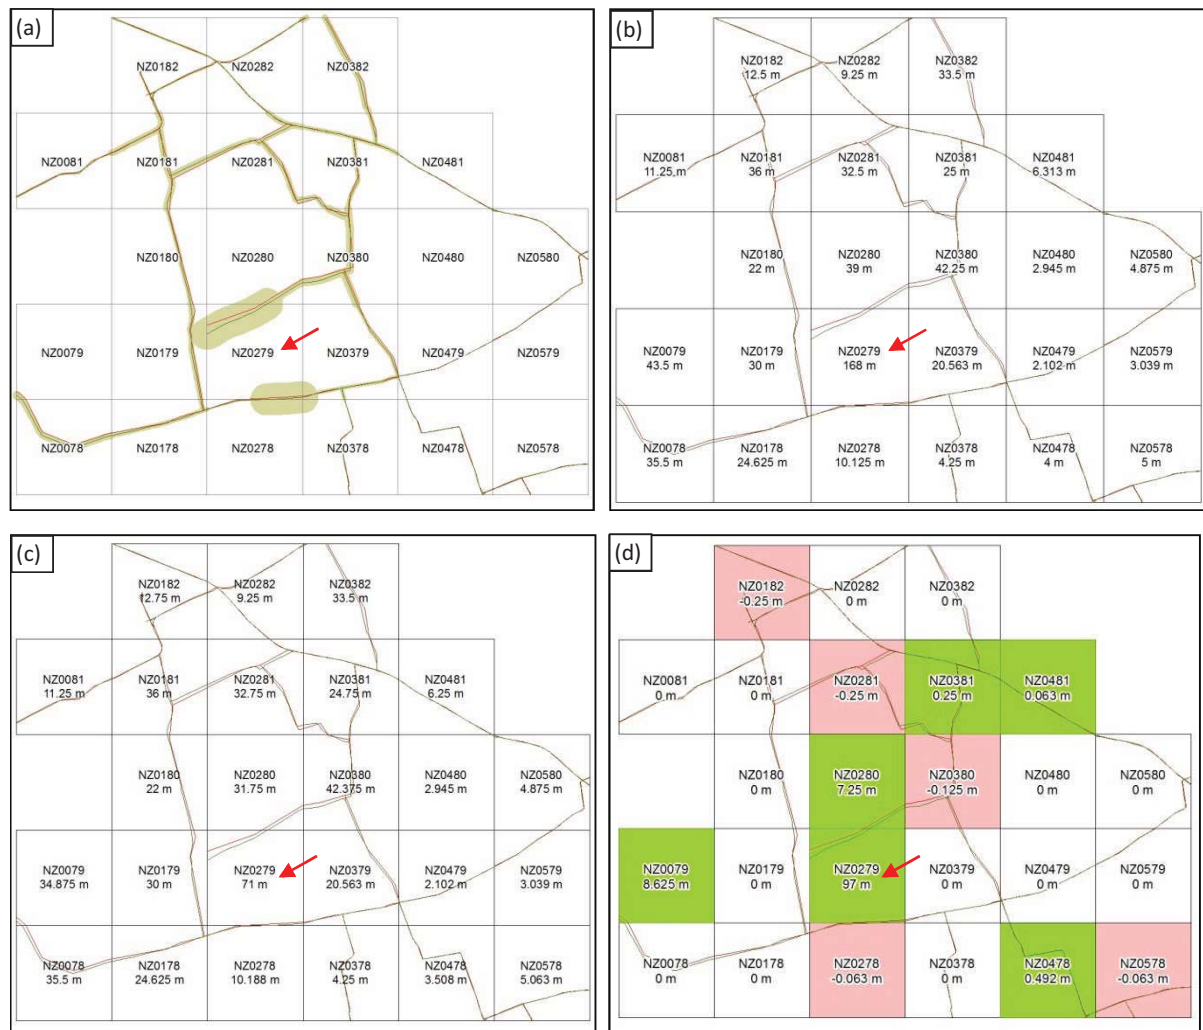 (a)
NZ0182 NZ0282 NZ0382
NZ0081 NZ0181 NZ0281 NZ0381 NZ0481
NZ0180 NZ0280 NZ0380 NZ0480 NZ0580
NZ0079 NZ0179 NZ0279 NZ0379 NZ0479 NZ0579
NZ0078 NZ0178 NZ0278 NZ0378 NZ0478 NZ0578
(b)
NZ0182 NZ0282 NZ0382
12.5 m 9.25 m 33.5 m
NZ0081 NZ0181 NZ0281 NZ0381 NZ0481
11.25 m 36 m 32.5 m 25 m 6.313 m
NZ0180 NZ0280 NZ0380 NZ0480 NZ0580
22 m 39 m 42.25 m 2.945 m 4.875 m
NZ0079 NZ0179 NZ0279 NZ0379 NZ0479 NZ0579
43.5 m 30 m 168 m 20.563 m 2.102 m 3.039 m
NZ0078 NZ0178 NZ0278 NZ0378 NZ0478 NZ0578
35.5 m 24.625 m 10.125 m 4.25 m 4 m 5 m
(c)
NZ0182 NZ0282 NZ0382
12.75 m 9.25 m 33.5 m
NZ0081 NZ0181 NZ0281 NZ0381 NZ0481
11.25 m 36 m 32.75 m 24.75 m 6.25 m
NZ0180 NZ0280 NZ0380 NZ0480 NZ0580
22 m 31.75 m 42.375 m 2.945 m 4.875 m
NZ0079 NZ0179 NZ0279 NZ0379 NZ0479 NZ0579
34.875 m 30 m 71 m 20.563 m 2.102 m 3.039 m
NZ0078 NZ0178 NZ0278 NZ0378 NZ0478 NZ0578
35.5 m 24.625 m 10.188 m 4.25 m 3.508 m 5.063 m
(d)
NZ0182 NZ0282 NZ0382
-0.25 m 0 m 0 m
NZ0081 NZ0181 NZ0281 NZ0381 NZ0481
0 m 0 m -0.25 m 0.25 m 0.063 m
NZ0180 NZ0280 NZ0380 NZ0480 NZ0580
0 m 7.25 m -0.125 m 0 m 0 m
NZ0079 NZ0179 NZ0279 NZ0379 NZ0479 NZ0579
8.625 m 0 m 97 m 0 m 0 m 0 m
NZ0078 NZ0178 NZ0278 NZ0378 NZ0478 NZ0578
0 m 0 m -0.063 m 0 m 0.492 m -0.063 m